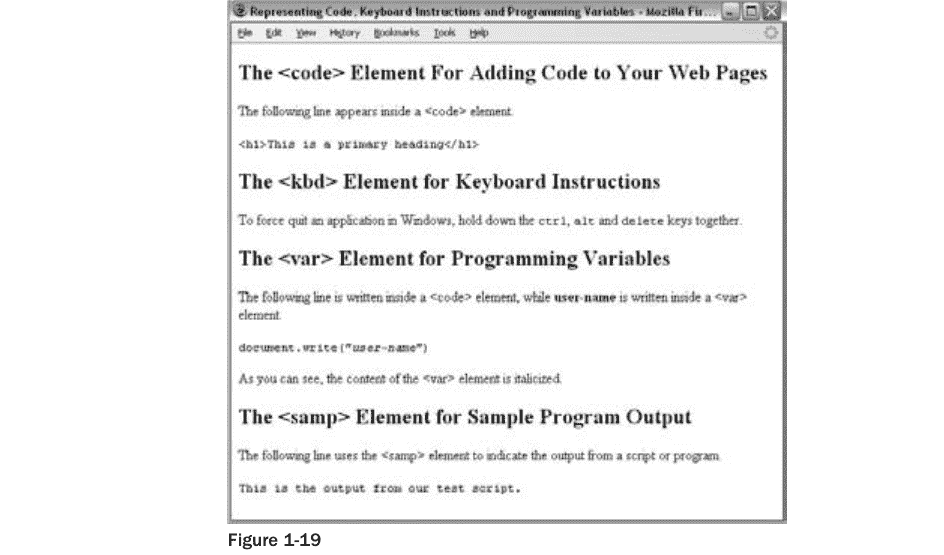 Representing Code, Keyboard Instructions and Programming Variables - Mozilla Fir...
File Edit View History Bookmarks Tools Help
The <code> Element For Adding Code to Your Web Pages
The following line appears inside a <code> element.
<h1>This is a primary heading</h1>
The <kbd> Element for Keyboard Instructions
To force quit an application in Windows, hold down the ctrl, alt and delete keys together.
The <var> Element for Programming Variables
The following line is written inside a <code> element, while user-name is written inside a <var>
element.
document.write("user-name")
As you can see, the content of the <var> element is italicized.
The <samp> Element for Sample Program Output
The following line uses the <samp> element to indicate the output from a script or program.
This is the output from our test script.
Figure 1-19